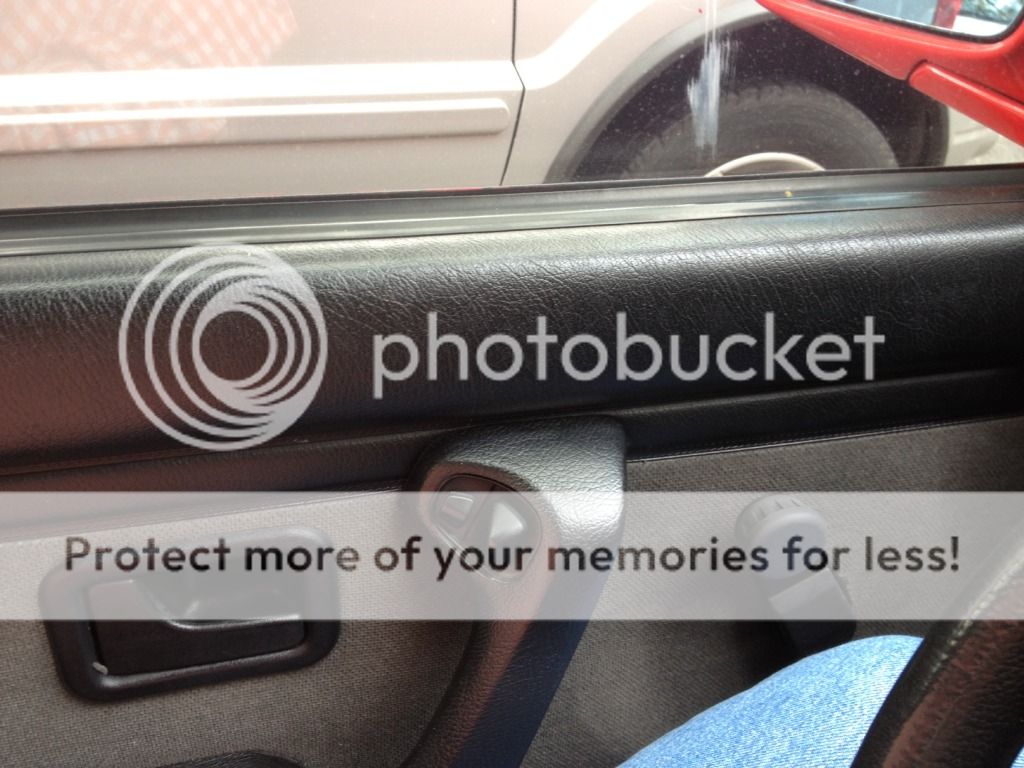 photobucket
Protect more of your memories for less!